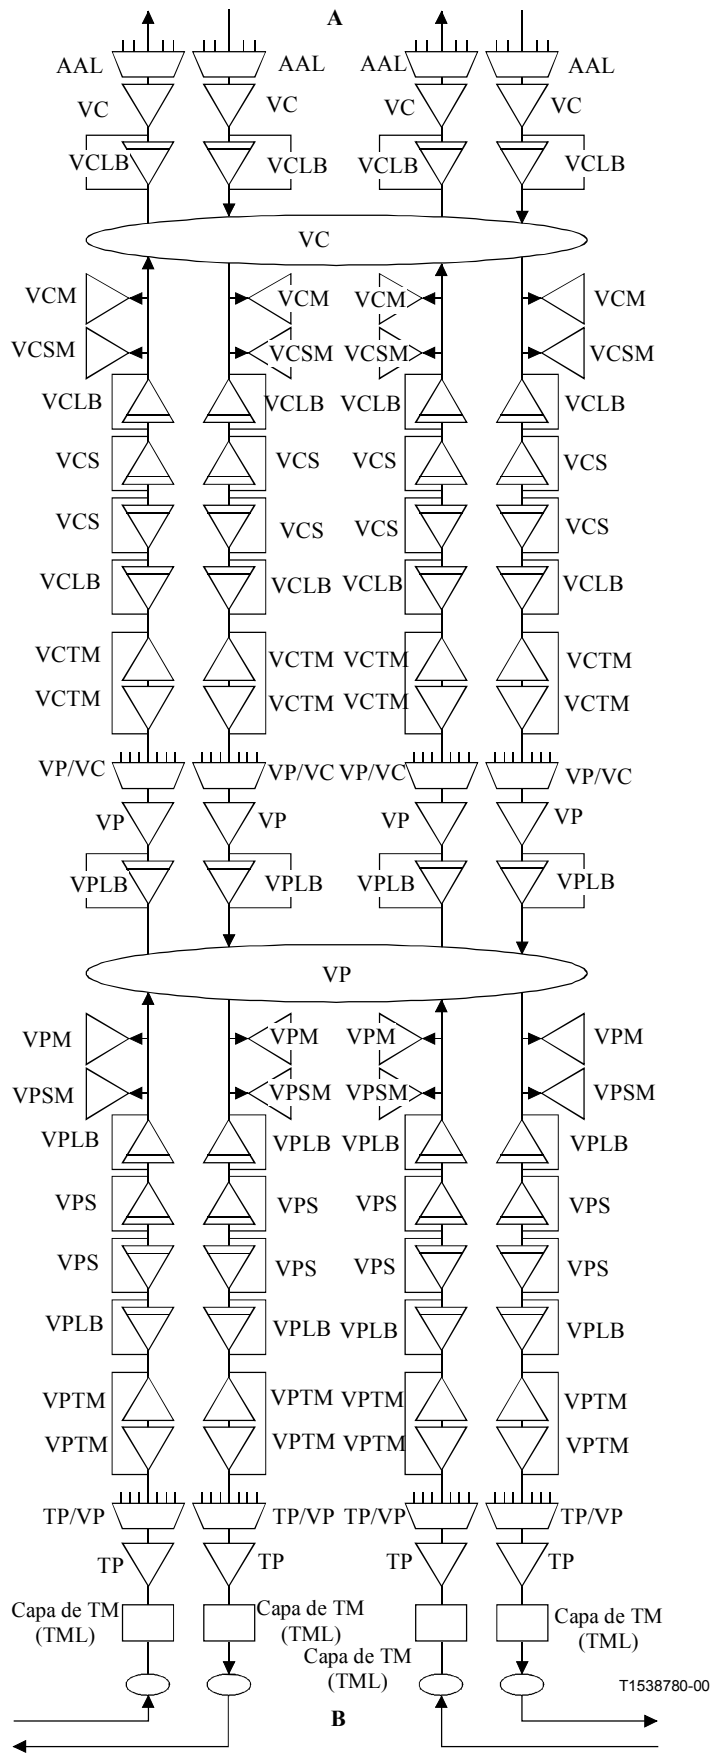 A
AAL AAL AAL AAL
VC VC VC VC
VCLB VCLB VCLB VCLB
VC
VCM VCM VCM VCM
VCSM VCSM VCSM VCSM
VCLB VCLB VCLB VCLB
VCS VCS VCS VCS
VCS VCS VCS VCS
VCLB VCLB VCLB VCLB
VCTM VCTM VCTM VCTM
VCTM VCTM VCTM VCTM
VP/VC VP/VC VP/VC VP/VC
VP VP VP VP
VPLB VPLB VPLB VPLB
VP
VPM VPM VPM VPM
VPSM VPSM VPSM VPSM
VPLB VPLB VPLB VPLB
VPS VPS VPS VPS
VPS VPS VPS VPS
VPLB VPLB VPLB VPLB
VPTM VPTM VPTM VPTM
VPTM VPTM VPTM VPTM
TP/VP TP/VP TP/VP TP/VP
TP TP TP TP
Capa de TM
(TML)
Capa de TM
(TML)
Capa de TM
(TML)
Capa de TM
(TML)
T1538780-00
B